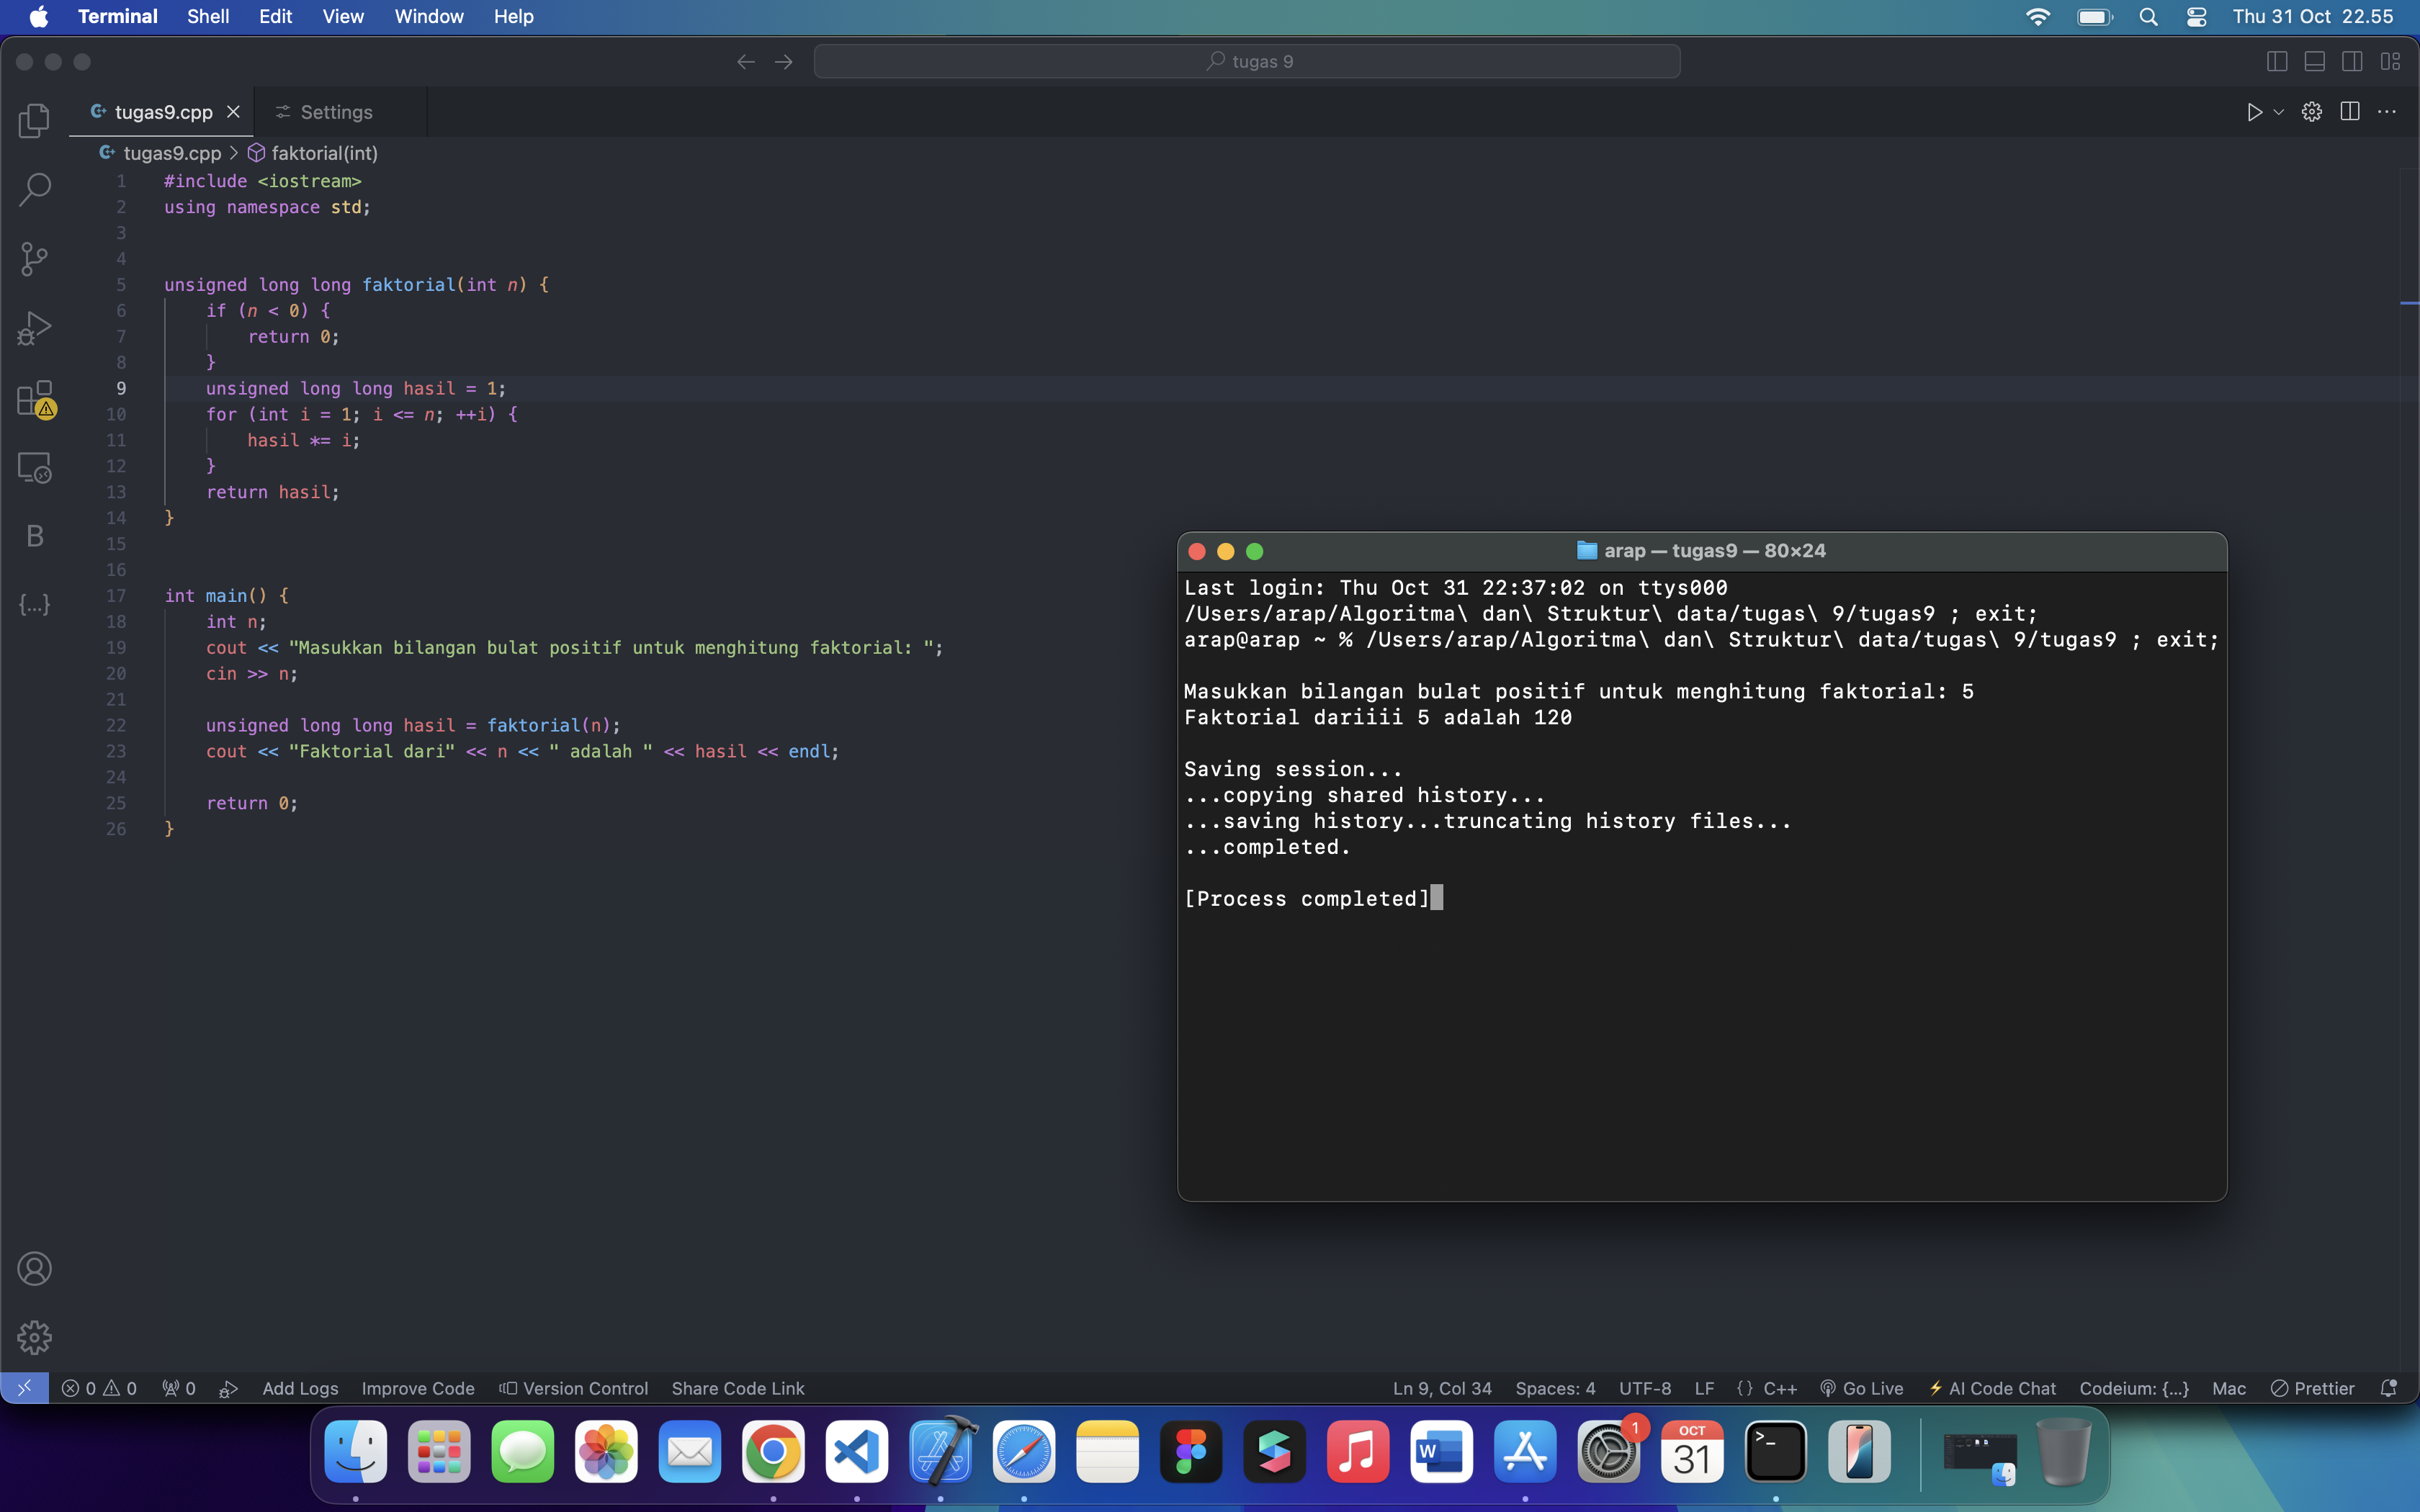 Terminal Shell Edit View Window Help
Thu 31 Oct 22.55
tugas 9
tugas9.cpp
Settings
tugas9.cpp > faktorial(int)
1 #include <iostream>
2 using namespace std;
3
4
5 unsigned long long faktorial(int n) {
6 if (n < 0) {
7 return 0;
8 }
9 unsigned long long hasil = 1;
10 for (int i = 1; i <= n; ++i) {
11 hasil *= i;
12 }
13 return hasil;
14 }
15
16
17 int main() {
18 int n;
19 cout << "Masukkan bilangan bulat positif untuk menghitung faktorial: ";
20 cin >> n;
21
22 unsigned long long hasil = faktorial(n);
23 cout << "Faktorial dari" << n << " adalah " << hasil << endl;
24
25 return 0;
26 }
B
{...}
arap — tugas9 — 80×24
Last login: Thu Oct 31 22:37:02 on ttys000
/Users/arap/Algoritma\ dan\ Struktur\ data/tugas\ 9/tugas9 ; exit;
arap@arap ~ % /Users/arap/Algoritma\ dan\ Struktur\ data/tugas\ 9/tugas9 ; exit;
Masukkan bilangan bulat positif untuk menghitung faktorial: 5
Faktorial dariiii 5 adalah 120
Saving session...
...copying shared history...
...saving history...truncating history files...
...completed.
[Process completed]
0 0 0 Add Logs Improve Code Version Control Share Code Link
Ln 9, Col 34 Spaces: 4 UTF-8 LF {} C++ Go Live AI Code Chat Codeium: {...} Mac Prettier
W
1
OCT
31
>_